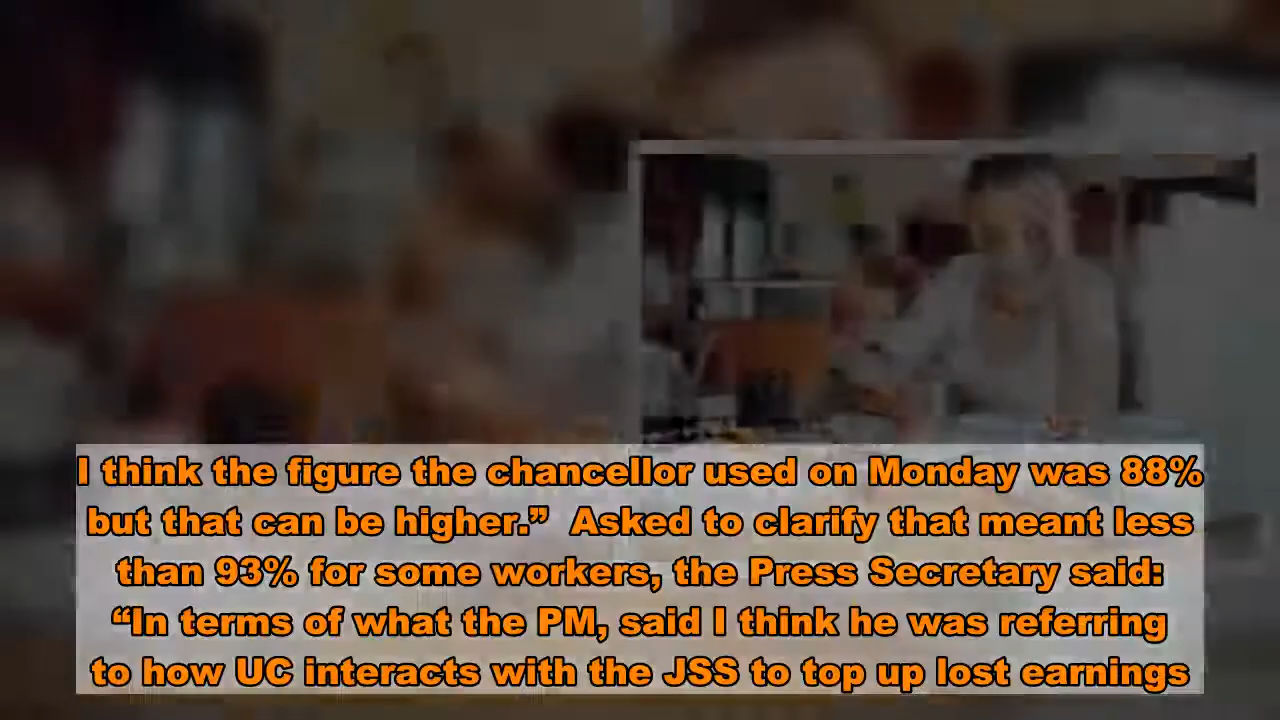 I think the figure the chancellor used on Monday was 88%
but that can be higher.”  Asked to clarify that meant less
than 93% for some workers, the Press Secretary said:
“In terms of what the PM, said I think he was referring
to how UC interacts with the JSS to top up lost earnings